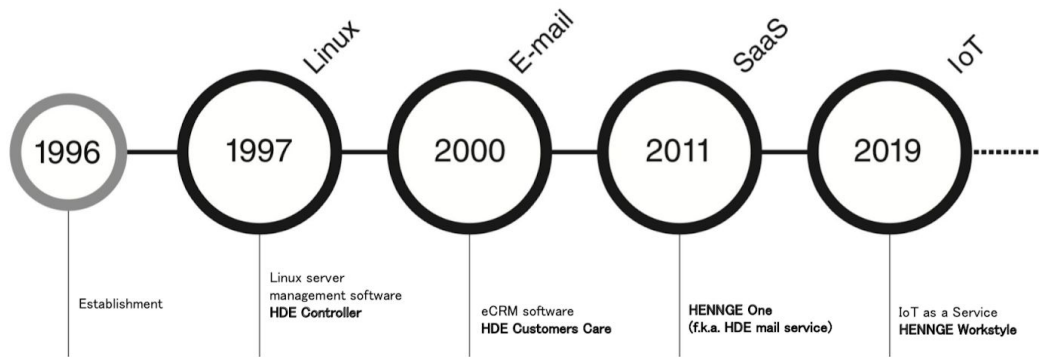 Linux
E-mail
SaaS
IoT
1996
1997
2000
2011
2019
Establishment
Linux server
management software
HDE Controller
eCRM software
HDE Customers Care
HENNGE One
(f.k.a. HDE mail service)
IoT as a Service
HENNGE Workstyle